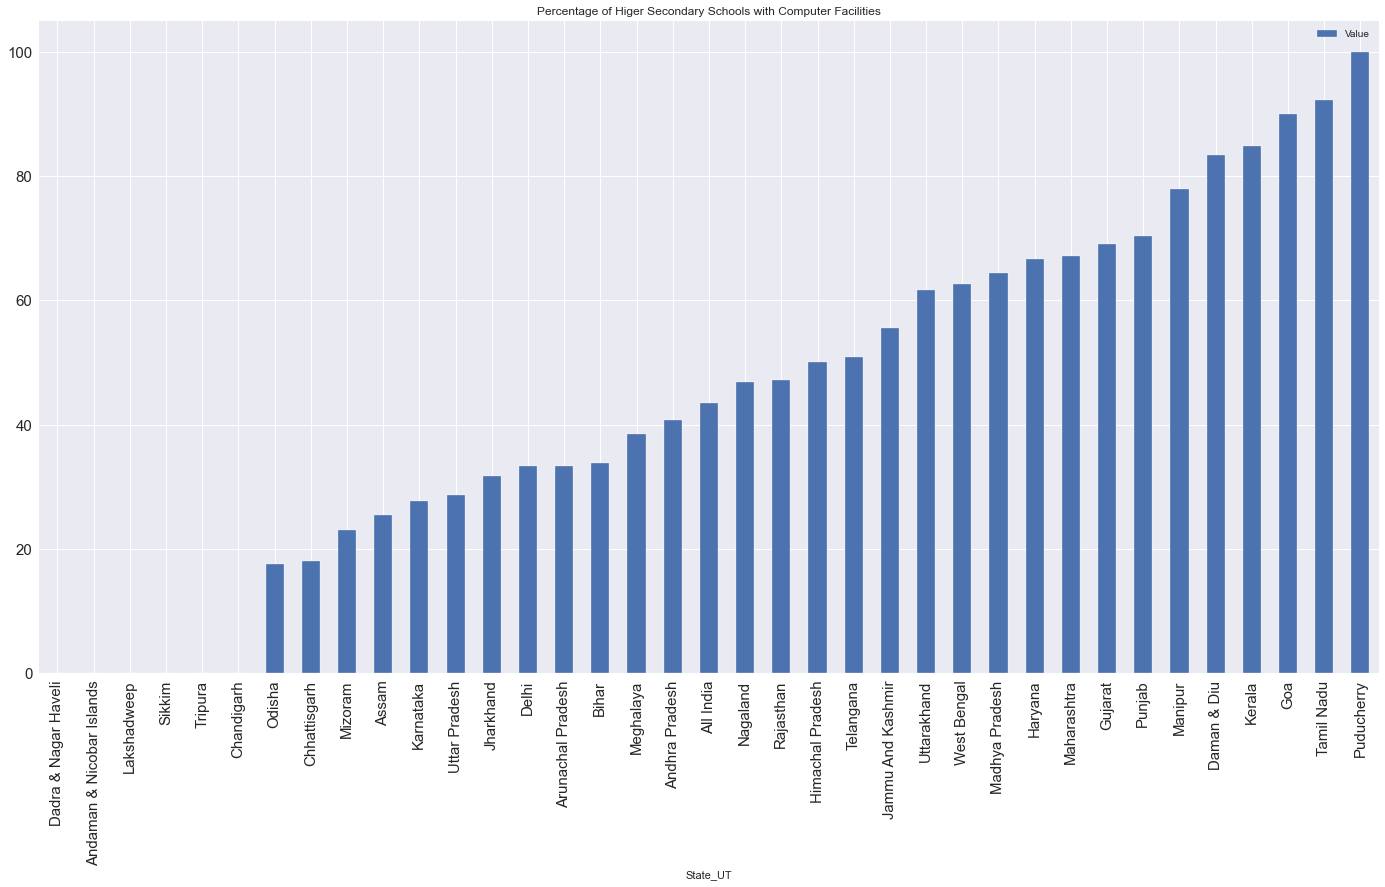 Percentage of Higer Secondary Schools with Computer Facilities
Value
100
80
60
40
20
0
Dadra & Nagar Haveli
Andaman & Nicobar Islands
Lakshadweep
Sikkim
Tripura
Chandigarh
Odisha
Chhattisgarh
Mizoram
Assam
Karnataka
Uttar Pradesh
Jharkhand
Delhi
Arunachal Pradesh
Bihar
Meghalaya
Andhra Pradesh
All India
Nagaland
Rajasthan
Himachal Pradesh
Telangana
Jammu And Kashmir
Uttarakhand
West Bengal
Madhya Pradesh
Haryana
Maharashtra
Gujarat
Punjab
Manipur
Daman & Diu
Kerala
Goa
Tamil Nadu
Puducherry
State_UT